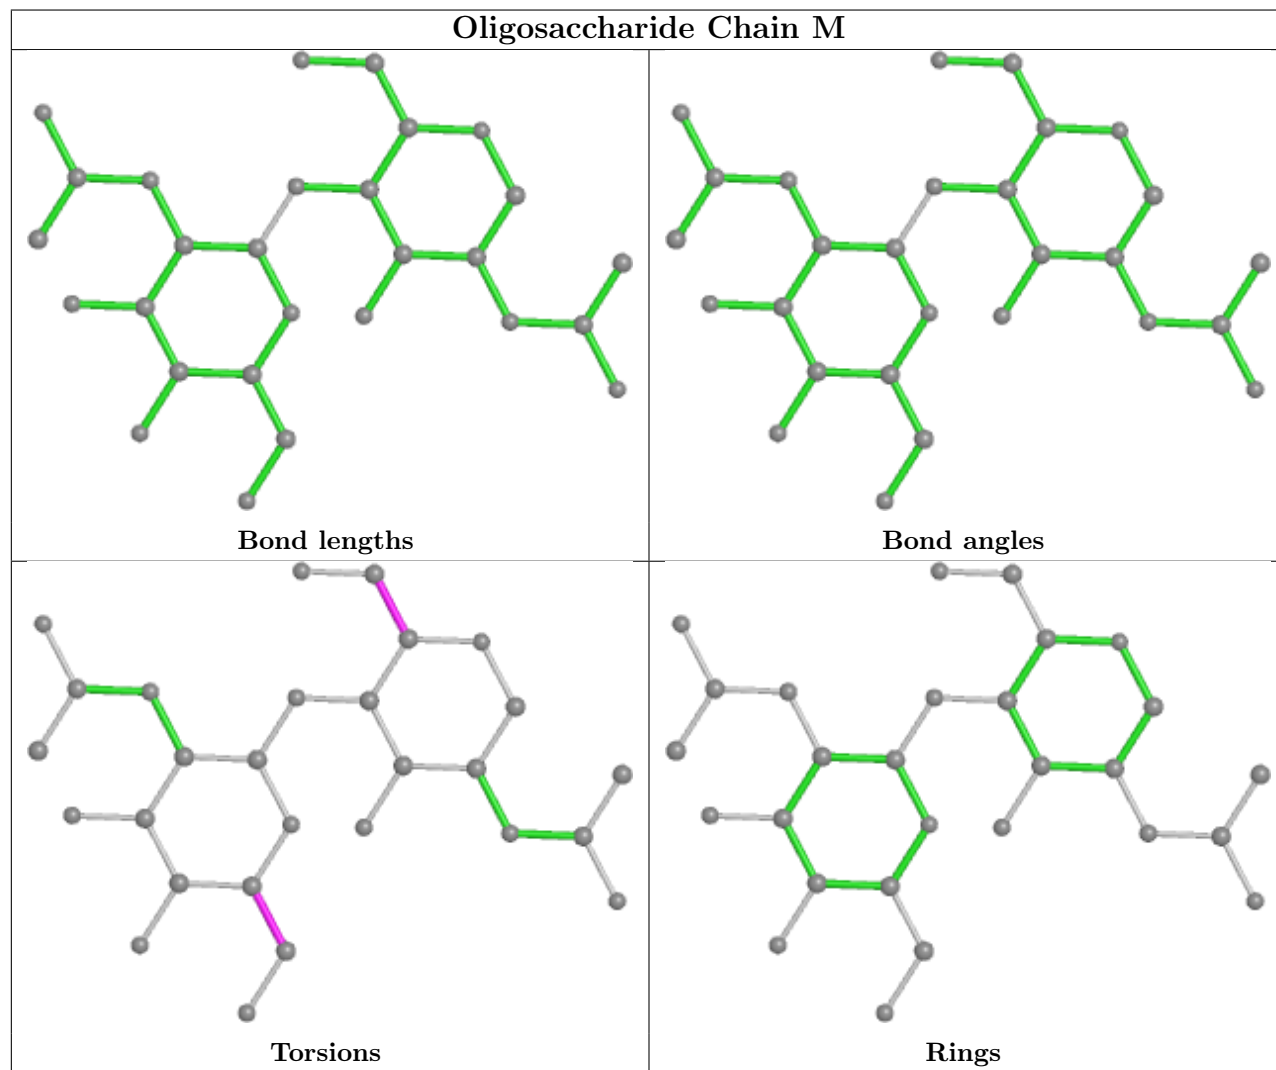 Oligosaccharide Chain M
Bond lengths
Bond angles
Torsions
Rings